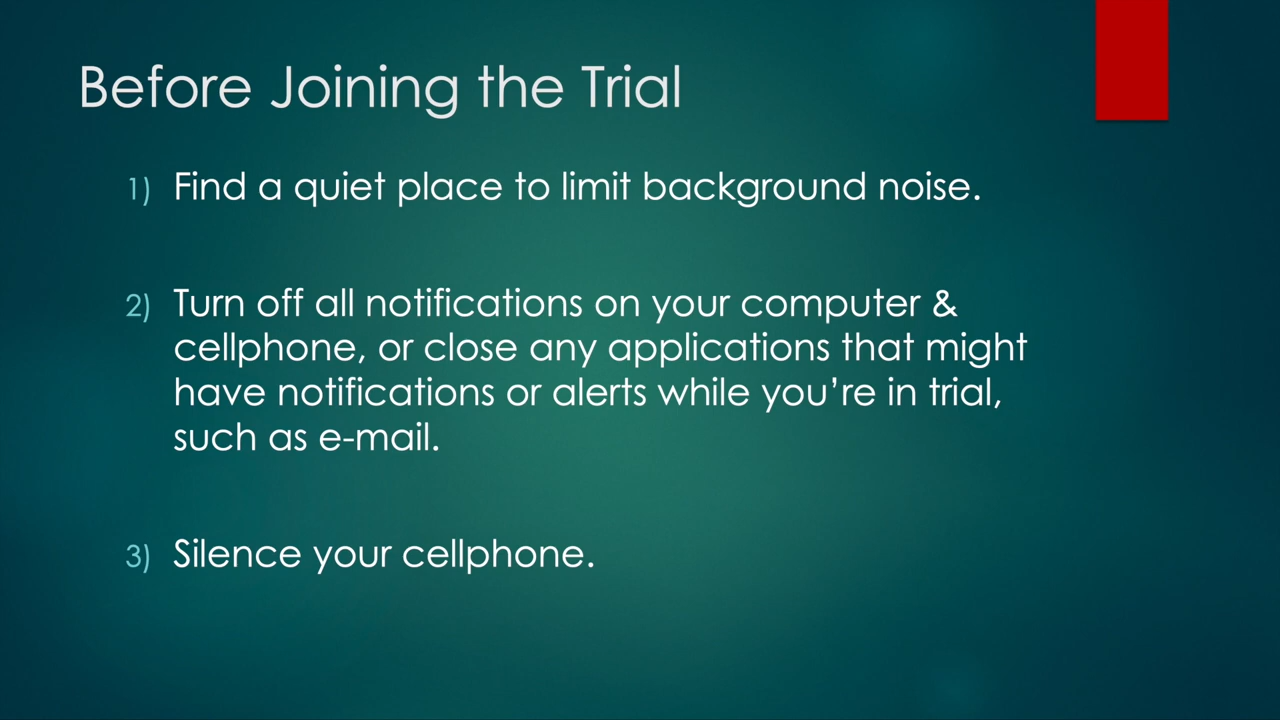 Before Joining the Trial
1) Find a quiet place to limit background noise.
2) Turn off all notifications on your computer &
cellphone, or close any applications that might
have notifications or alerts while you’re in trial,
such as e-mail.
3) Silence your cellphone.